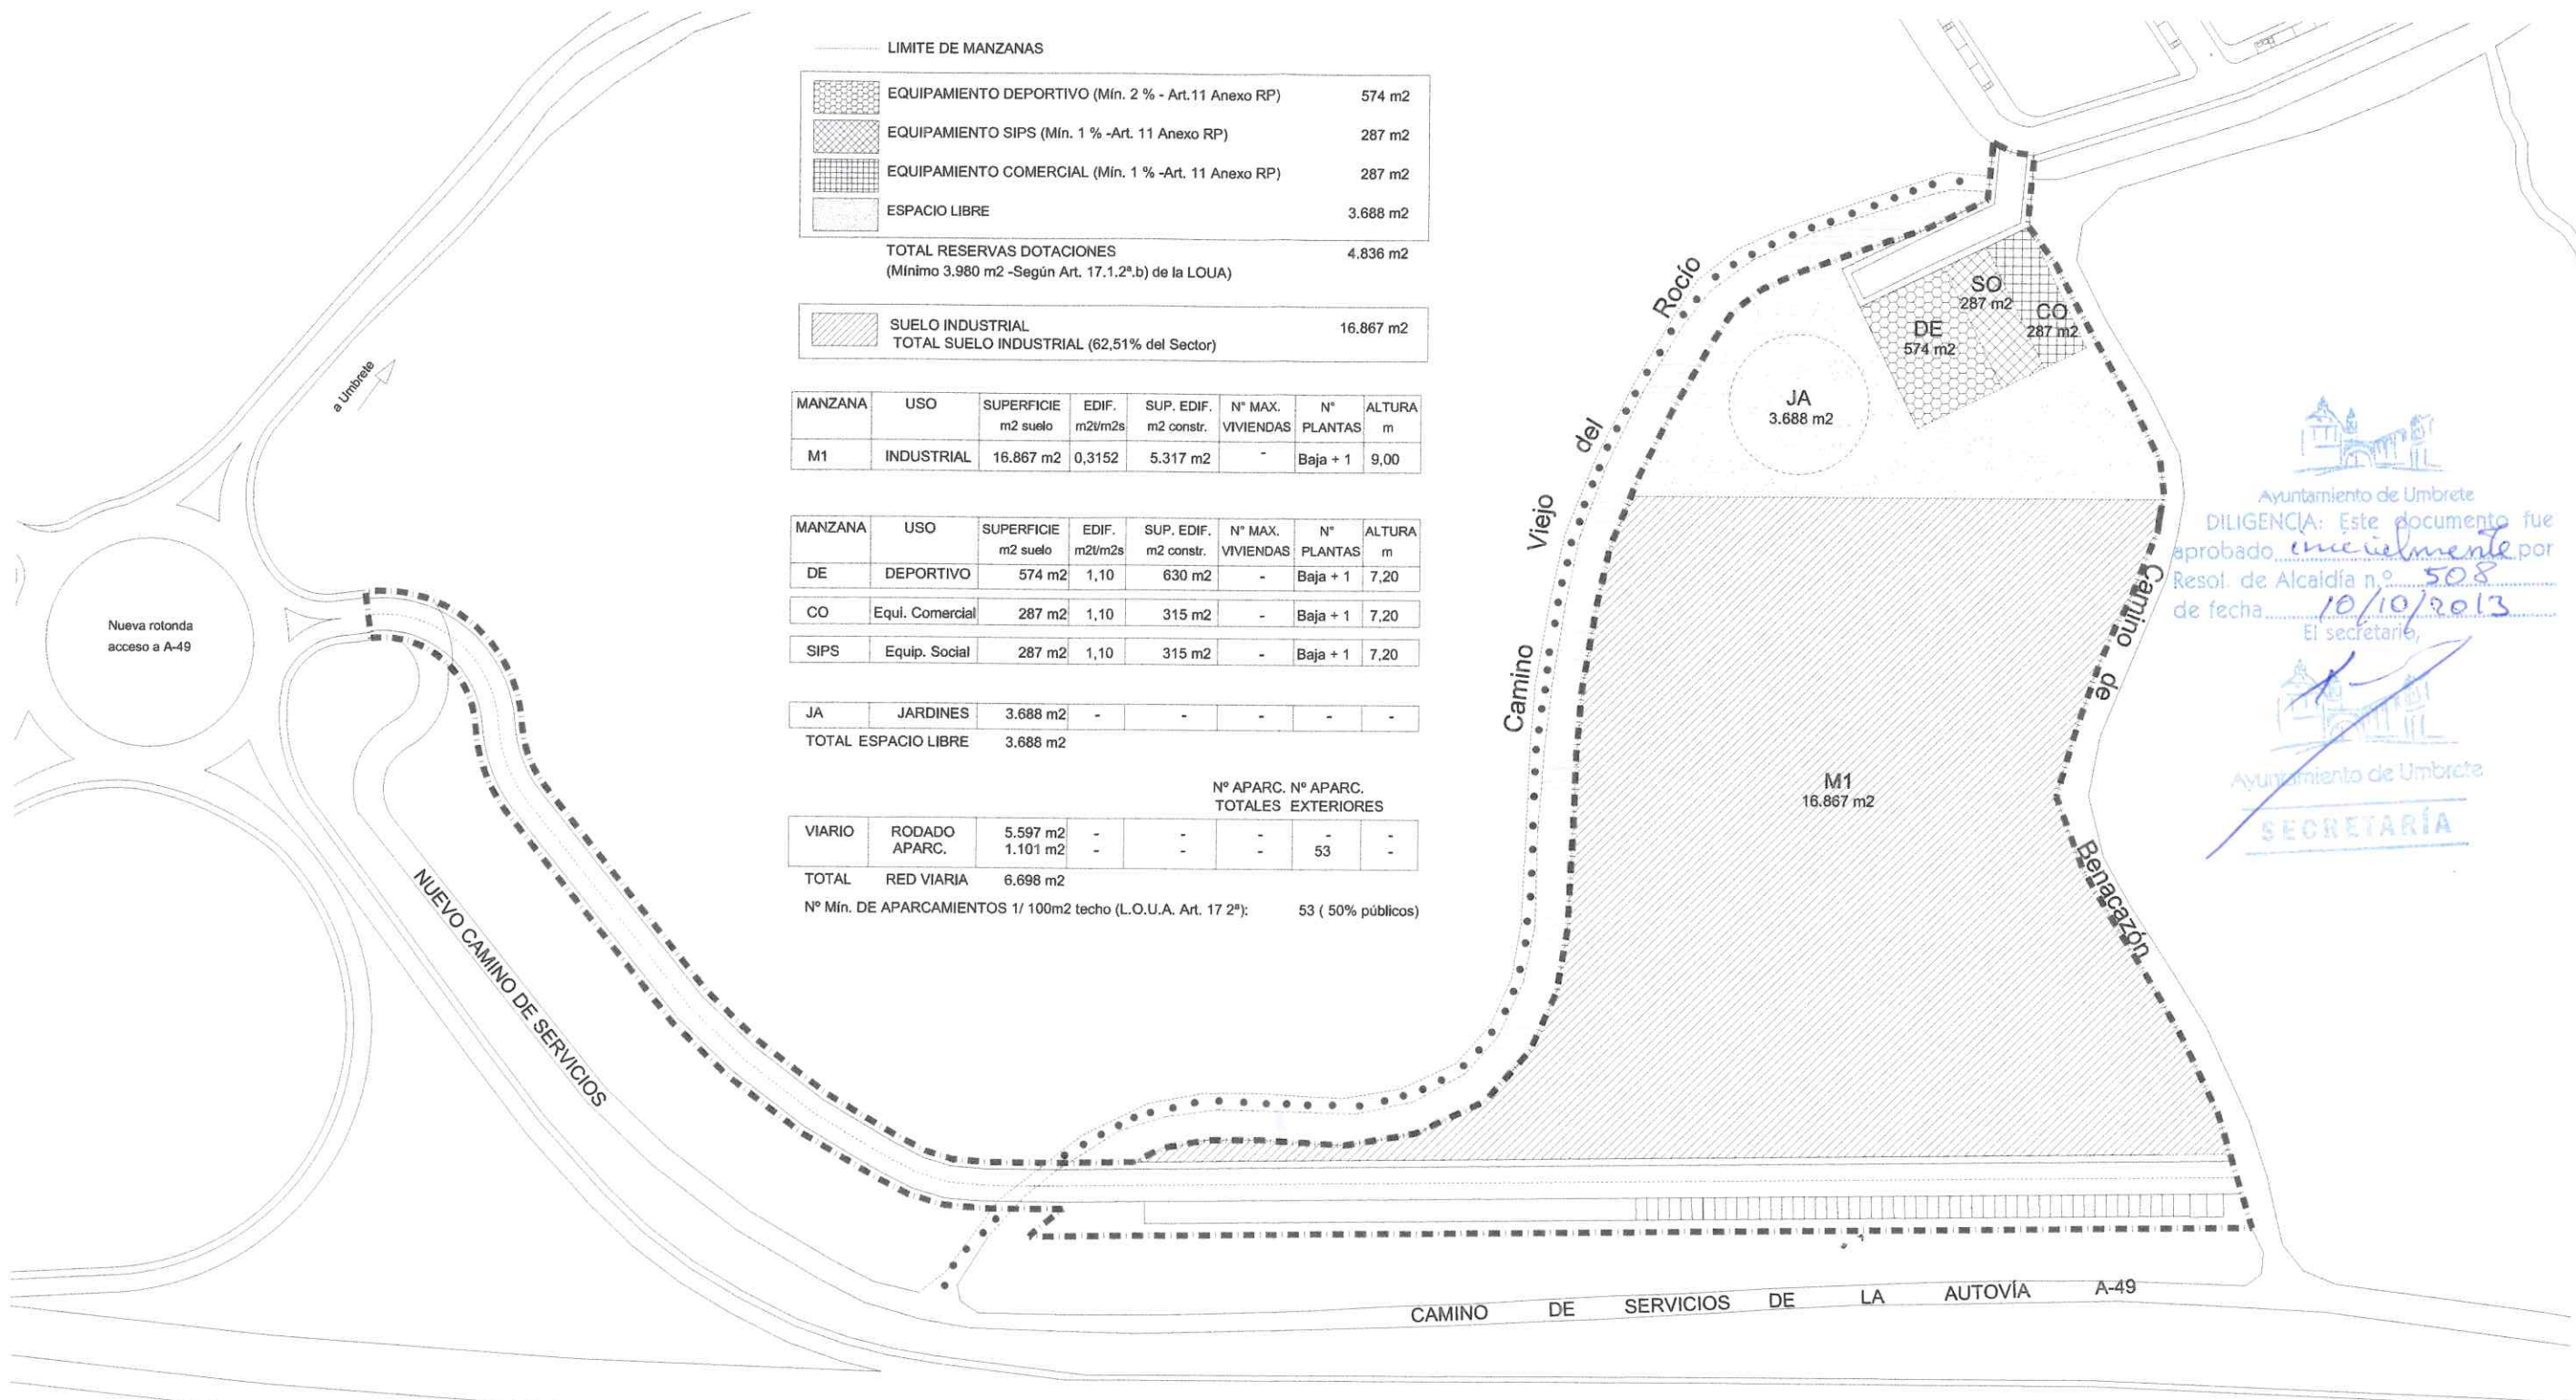 LIMITE DE MANZANAS
EQUIPAMIENTO DEPORTIVO (Mín. 2 % - Art.11 Anexo RP) 574 m2
EQUIPAMIENTO SIPS (Mín. 1 % -Art. 11 Anexo RP) 287 m2
EQUIPAMIENTO COMERCIAL (Mín. 1 % -Art. 11 Anexo RP) 287 m2
ESPACIO LIBRE 3.688 m2
TOTAL RESERVAS DOTACIONES 4.836 m2
(Mínimo 3.980 m2 -Según Art. 17.1.2ª.b) de la LOUA)
SUELO INDUSTRIAL 16.867 m2
TOTAL SUELO INDUSTRIAL (62,51% del Sector)
MANZANA USO SUPERFICIE EDIF. SUP. EDIF. Nº MAX. Nº ALTURA
m2 suelo m2t/m2s m2 constr. VIVIENDAS PLANTAS m
M1 INDUSTRIAL 16.867 m2 0,3152 5.317 m2 - Baja + 1 9,00
MANZANA USO SUPERFICIE EDIF. SUP. EDIF. Nº MAX. Nº ALTURA
m2 suelo m2t/m2s m2 constr. VIVIENDAS PLANTAS m
DE DEPORTIVO 574 m2 1,10 630 m2 - Baja + 1 7,20
CO Equi. Comercial 287 m2 1,10 315 m2 - Baja + 1 7,20
SIPS Equip. Social 287 m2 1,10 315 m2 - Baja + 1 7,20
JA JARDINES 3.688 m2 - - - - -
TOTAL ESPACIO LIBRE 3.688 m2
Nº APARC. Nº APARC.
TOTALES EXTERIORES
VIARIO RODADO 5.597 m2 - - - - -
APARC. 1.101 m2 - - - 53 -
TOTAL RED VIARIA 6.698 m2
Nº Mín. DE APARCAMIENTOS 1/ 100m2 techo (L.O.U.A. Art. 17 2ª): 53 ( 50% públicos)
a Umbrete
Nueva rotonda
acceso a A-49
NUEVO CAMINO DE SERVICIOS
Camino Viejo del Rocío
SO
287 m2
CO
287 m2
DE
574 m2
JA
3.688 m2
M1
16.867 m2
Camino de Benacazón
CAMINO DE SERVICIOS DE LA AUTOVÍA A-49
Ayuntamiento de Umbrete
DILIGENCIA: Este documento fue
aprobado inicialmente por
Resol. de Alcaldía n.º 508
de fecha 10/10/2013
El secretario,
Ayuntamiento de Umbrete
SECRETARÍA